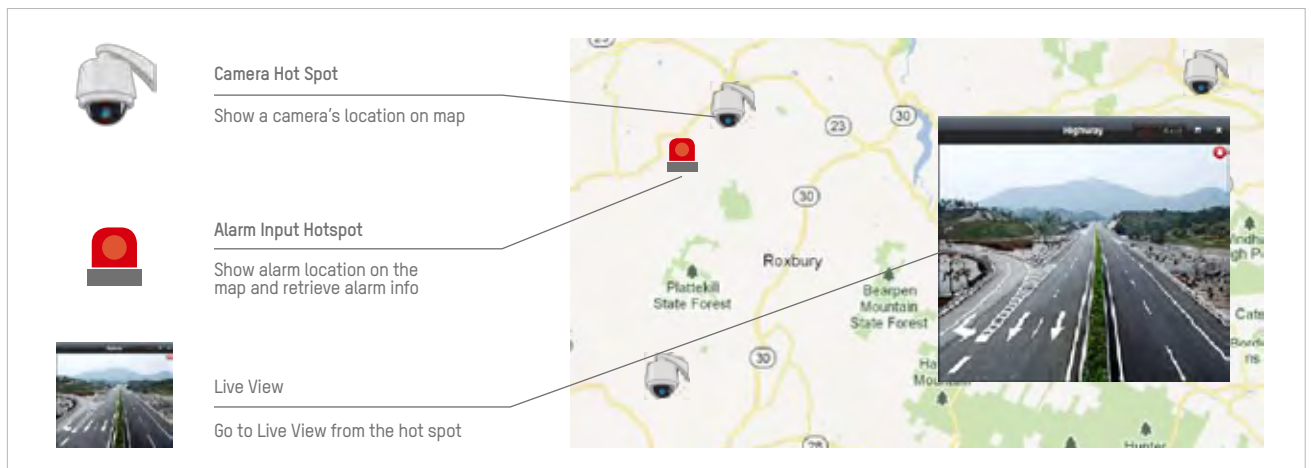 Camera Hot Spot
Show a camera's location on map
Alarm Input Hotspot
Show alarm location on the
map and retrieve alarm info
Live View
Go to Live View from the hot spot
23
30
Highway
30
Roxbury
Plattekill
State Forest
Bearpen
Mountain
State Forest
30
Mountain
28
Hunter